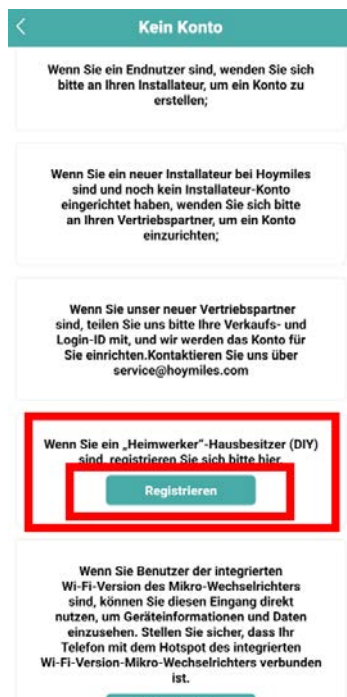 Kein Konto
Wenn Sie ein Endnutzer sind, wenden Sie sich
bitte an Ihren Installateur, um ein Konto zu
erstellen;
Wenn Sie ein neuer Installateur bei Hoymiles
sind und noch kein Installateur-Konto
eingerichtet haben, wenden Sie sich bitte
an Ihren Vertriebspartner, um ein Konto
einzurichten;
Wenn Sie unser neuer Vertriebspartner
sind, teilen Sie uns bitte Ihre Verkaufs- und
Login-ID mit, und wir werden das Konto für
Sie einrichten.Kontaktieren Sie uns über
service@hoymiles.com
Wenn Sie ein „Heimwerker"-Hausbesitzer (DIY)
sind, registrieren Sie sich bitte hier.
Registrieren
Wenn Sie Benutzer der integrierten
Wi-Fi-Version des Mikro-Wechselrichters
sind, können Sie diesen Eingang direkt
nutzen, um Geräteinformationen und Daten
einzusehen. Stellen Sie sicher, dass Ihr
Telefon mit dem Hotspot des integrierten
Wi-Fi-Version-Mikro-Wechselrichters verbunden
ist.